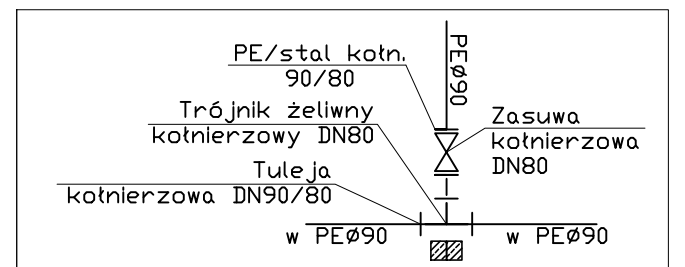 PE/stal kołn.
90/80
PEø90
Trójnik żeliwny
kołnierzowy DN80
Zasuwa
kołnierzowa
DN80
Tuleja
kołnierzowa DN90/80
w PEø90
w PEø90